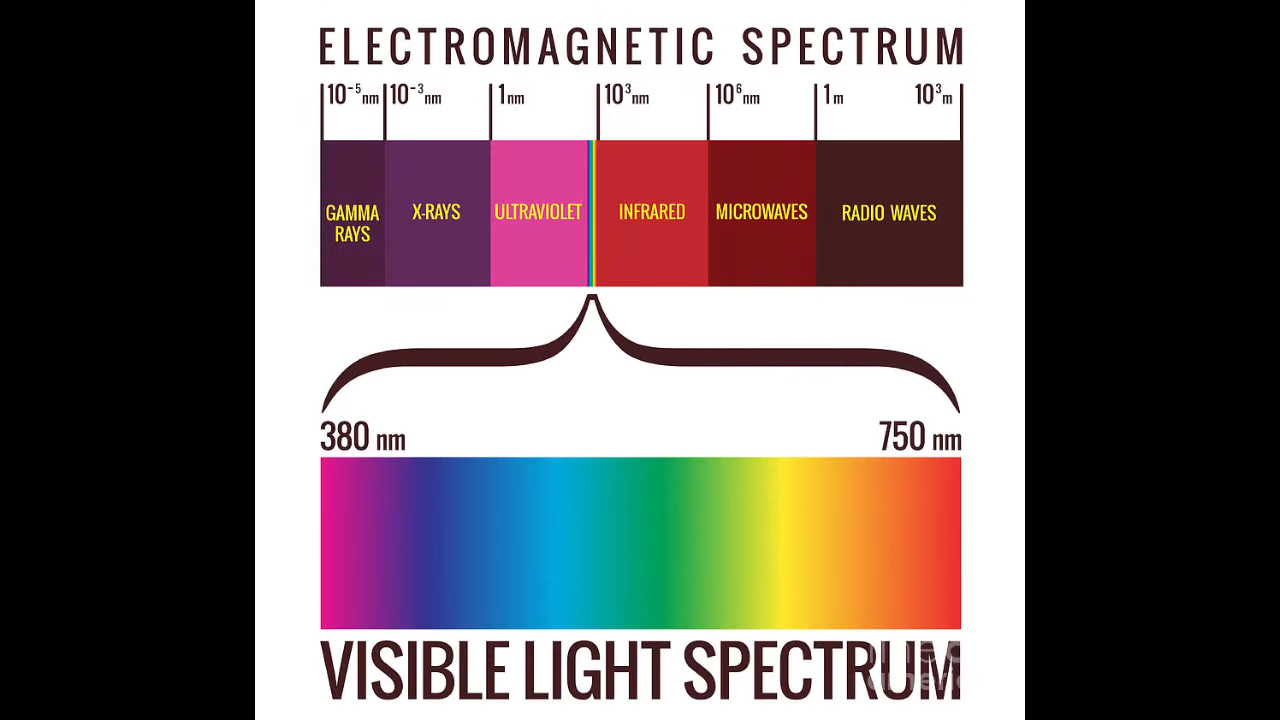 ELECTROMAGNETIC SPECTRUM
10⁻⁵nm 10⁻³nm 1nm 10³nm 10⁶nm 1m 10³m
GAMMA RAYS X-RAYS ULTRAVIOLET INFRARED MICROWAVES RADIO WAVES
380 nm 750 nm
VISIBLE LIGHT SPECTRUM